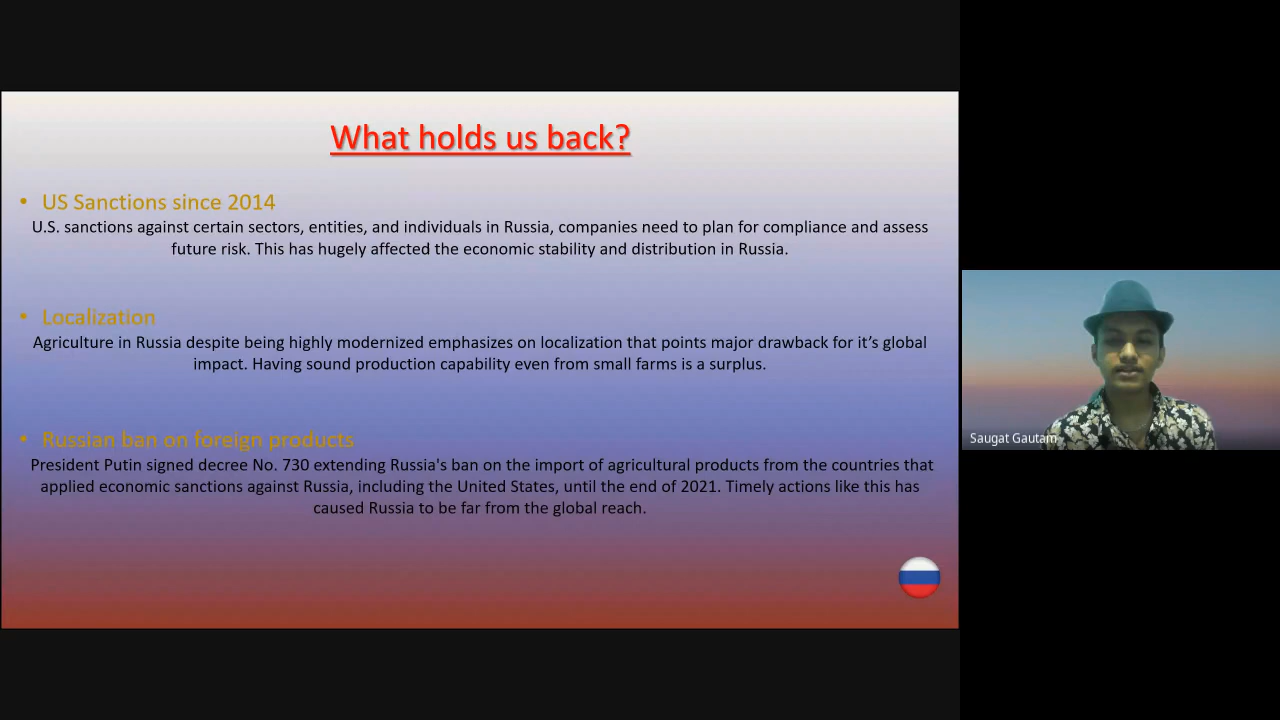 What holds us back?
• US Sanctions since 2014
U.S. sanctions against certain sectors, entities, and individuals in Russia, companies need to plan for compliance and assess
future risk. This has hugely affected the economic stability and distribution in Russia.
• Localization
Agriculture in Russia despite being highly modernized emphasizes on localization that points major drawback for it's global
impact. Having sound production capability even from small farms is a surplus.
• Russian ban on foreign products
President Putin signed decree No. 730 extending Russia's ban on the import of agricultural products from the countries that
applied economic sanctions against Russia, including the United States, until the end of 2021. Timely actions like this has
caused Russia to be far from the global reach.
Saugat Gautam